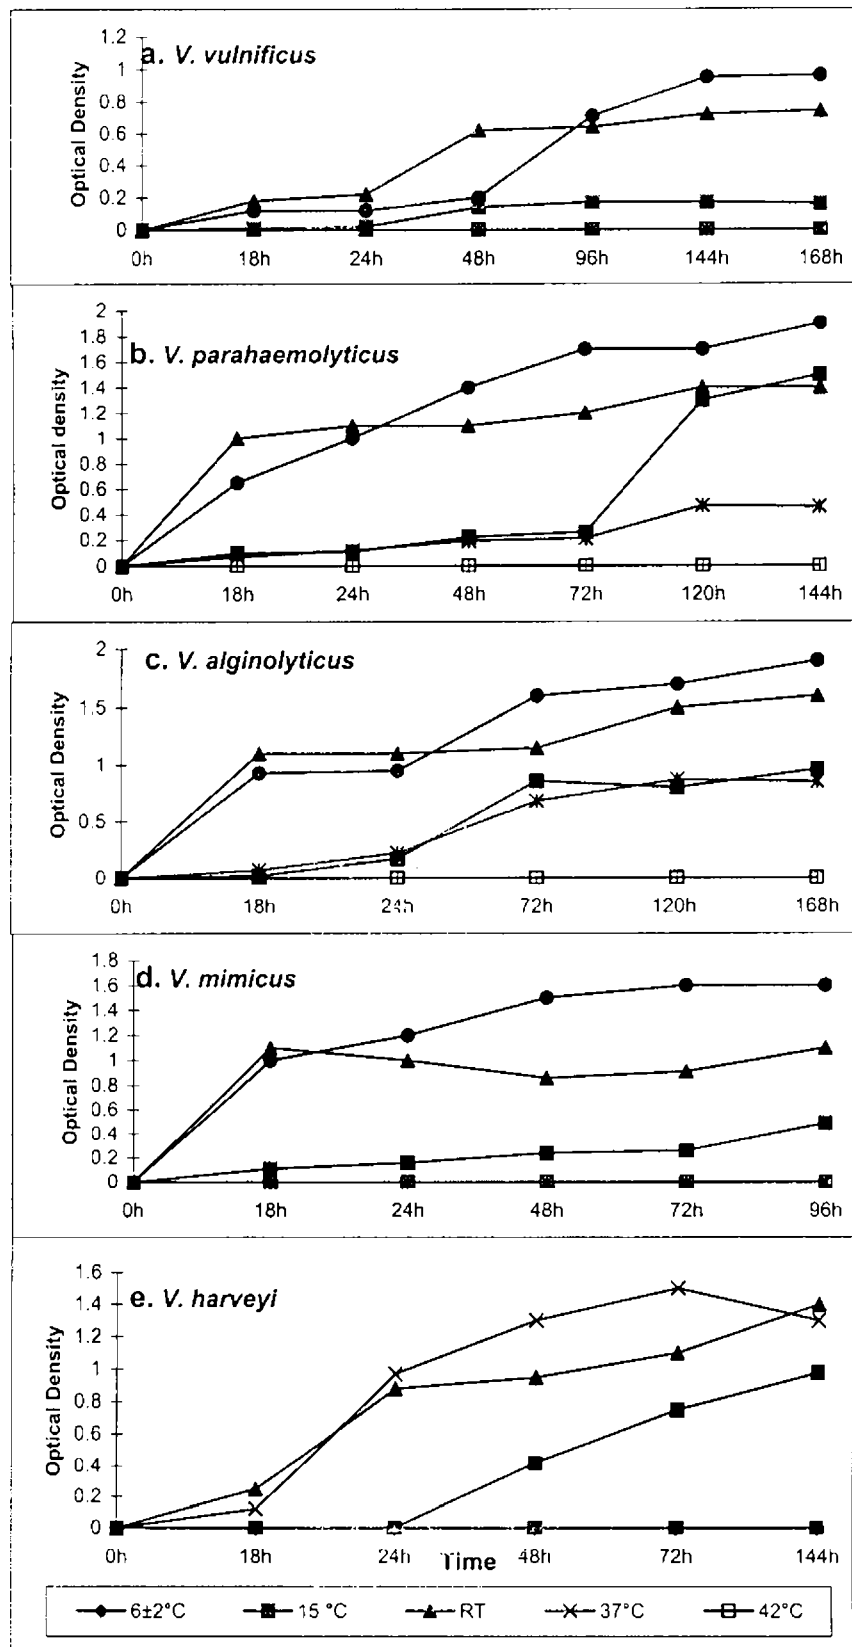 a. V. vulnificus
Optical Density
1.2
1
0.8
0.6
0.4
0.2
0
0h 18h 24h 48h 96h 144h 168h
b. V. parahaemolyticus
Optical density
2
1.8
1.6
1.4
1.2
1
0.8
0.6
0.4
0.2
0
0h 18h 24h 48h 72h 120h 144h
c. V. alginolyticus
Optical Density
2
1.5
1
0.5
0
0h 18h 24h 72h 120h 168h
d. V. mimicus
Optical Density
1.8
1.6
1.4
1.2
1
0.8
0.6
0.4
0.2
0
0h 18h 24h 48h 72h 96h
e. V. harveyi
Optical Density
1.6
1.4
1.2
1
0.8
0.6
0.4
0.2
0
0h 18h 24h 48h 72h 144h
Time
6±2°C 15 °C RT 37°C 42°C